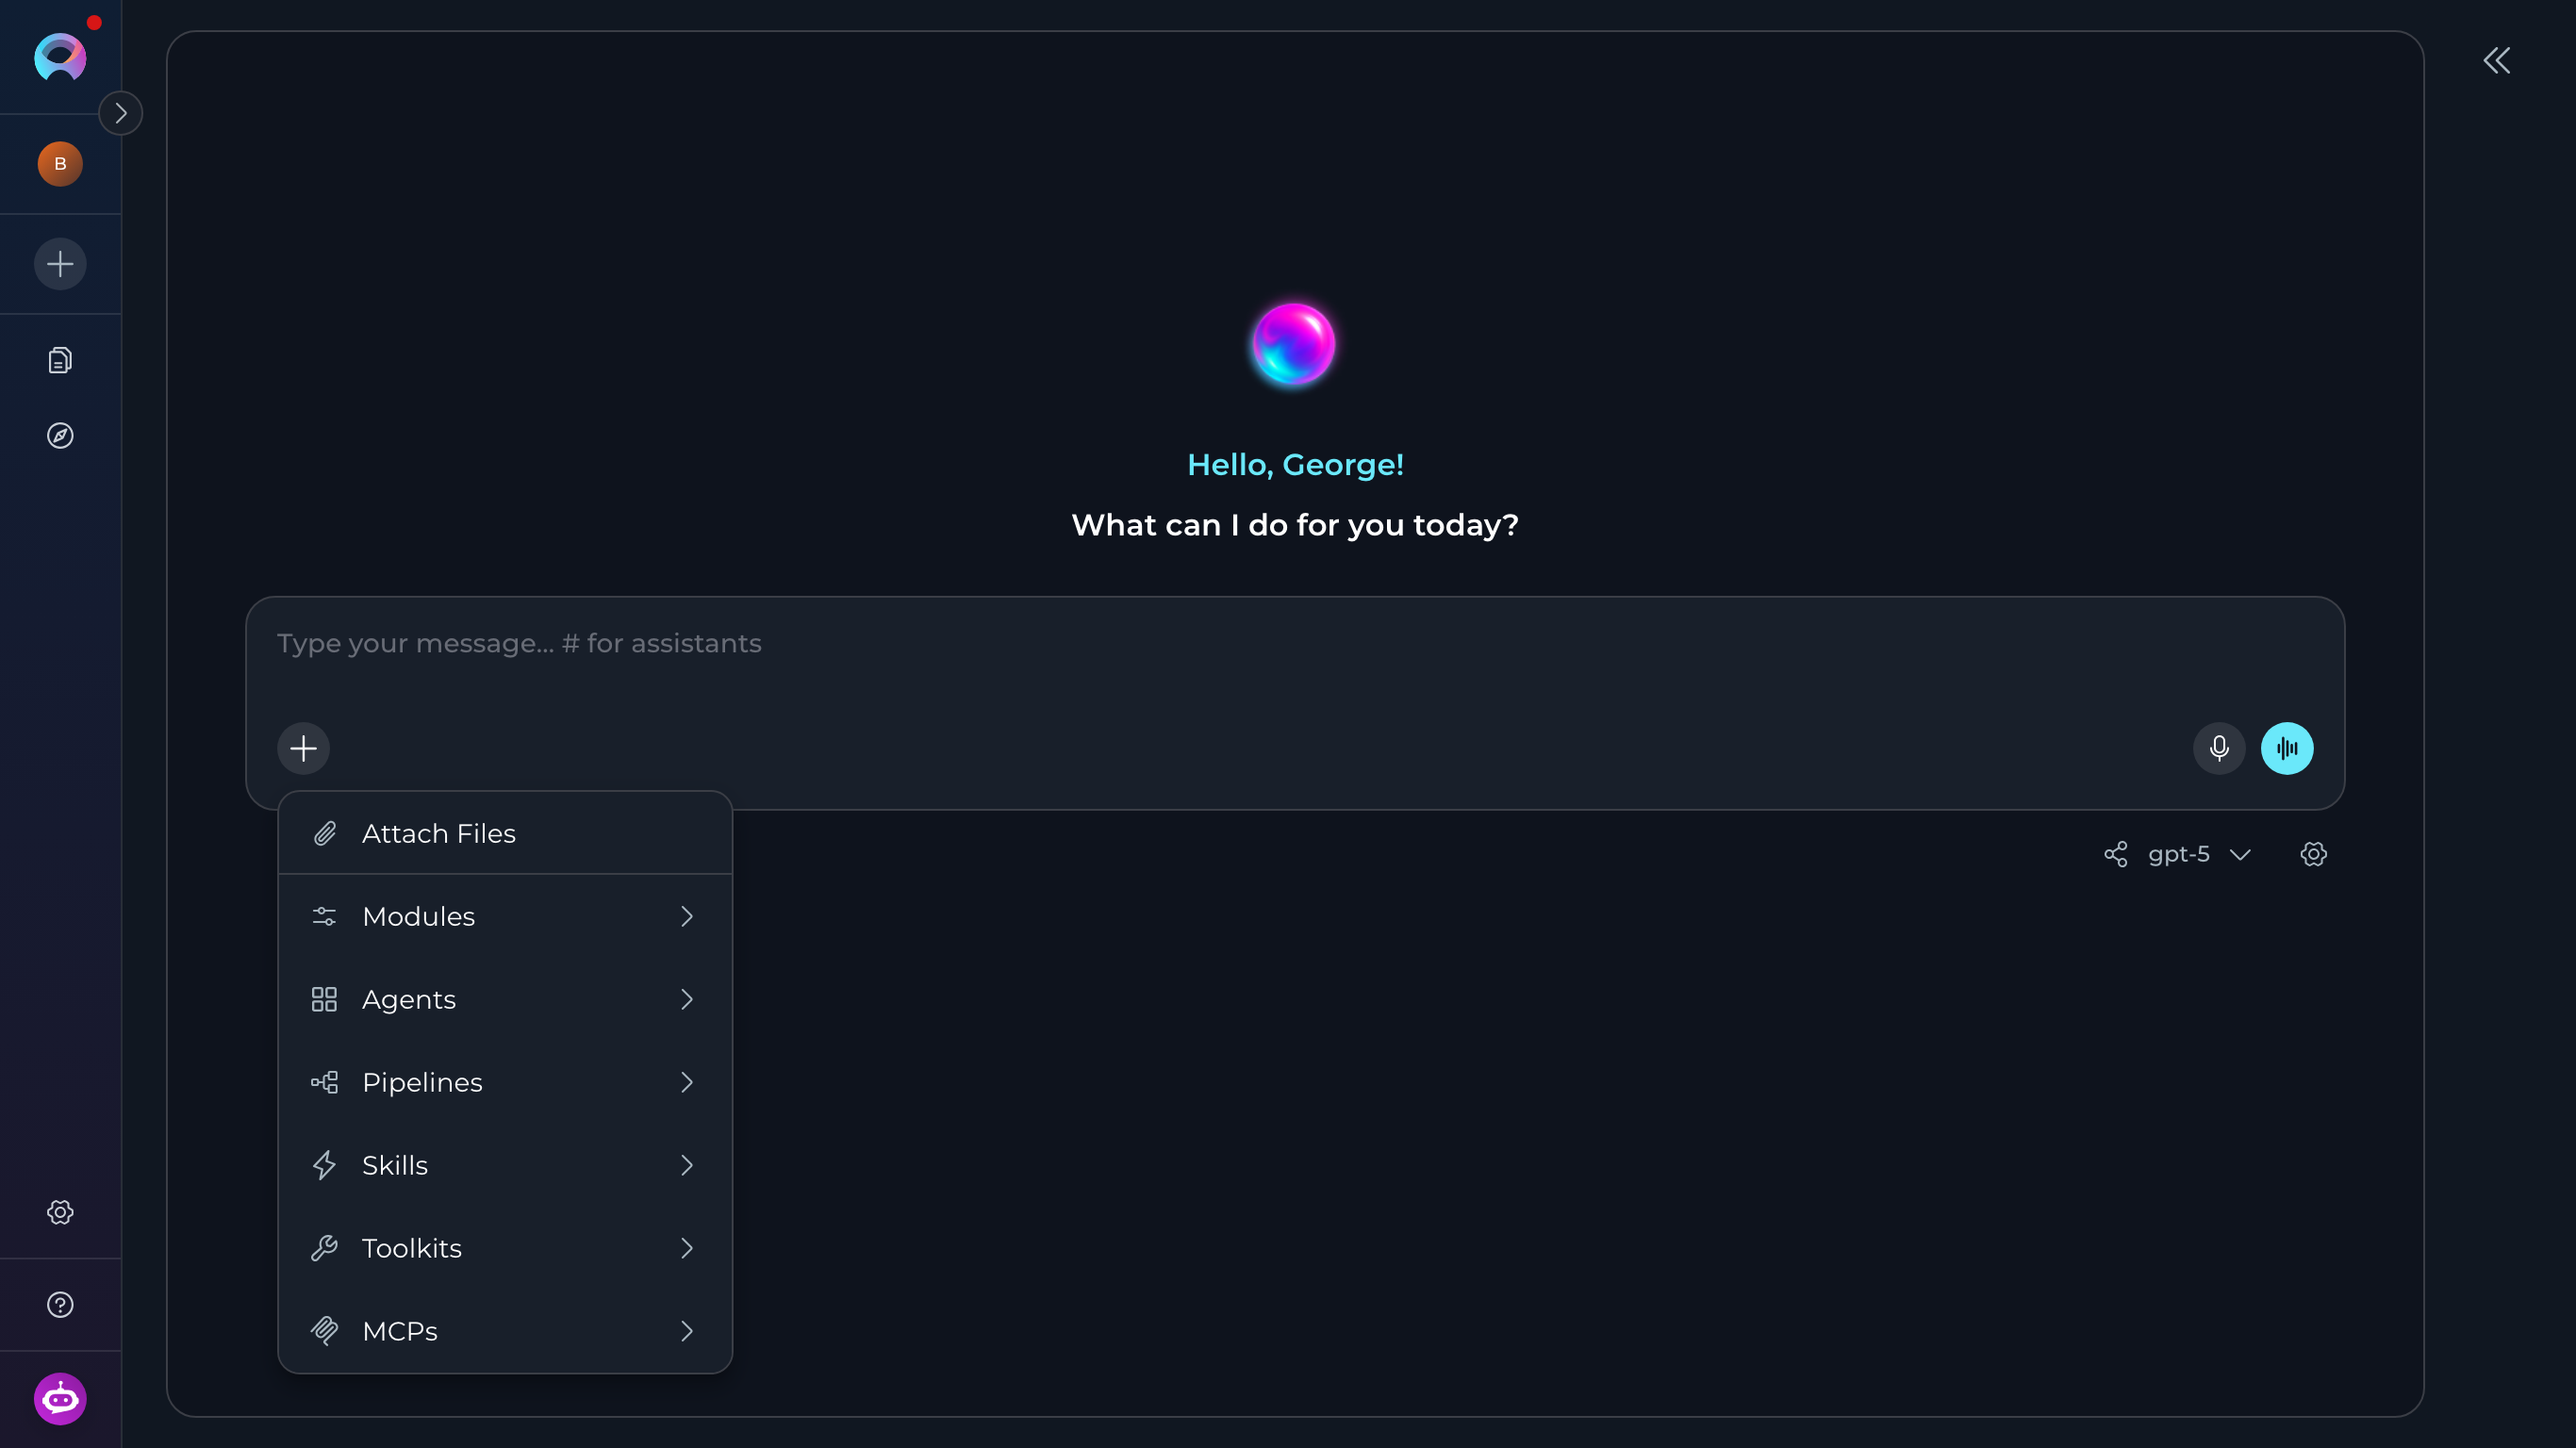 B
Hello, George!
What can I do for you today?
Type your message... # for assistants
Attach Files
gpt-5
Modules
Agents
Pipelines
Skills
Toolkits
MCPs